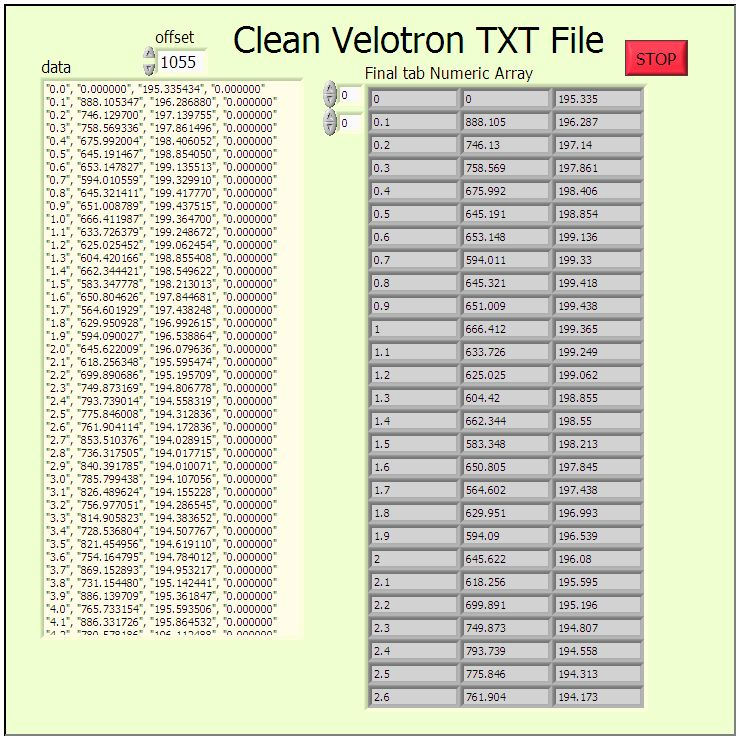 Clean Velotron TXT File
offset
1055
STOP
data
"0.0", "0.000000", "195.335434", "0.000000"
"0.1", "888.105347", "196.286880", "0.000000"
"0.2", "746.129700", "197.139755", "0.000000"
"0.3", "758.569336", "197.861496", "0.000000"
"0.4", "675.992004", "198.406052", "0.000000"
"0.5", "645.191467", "198.854050", "0.000000"
"0.6", "653.147827", "199.135513", "0.000000"
"0.7", "594.010559", "199.329910", "0.000000"
"0.8", "645.321411", "199.417770", "0.000000"
"0.9", "651.008789", "199.437515", "0.000000"
"1.0", "666.411987", "199.364700", "0.000000"
"1.1", "633.726379", "199.248672", "0.000000"
"1.2", "625.025452", "199.062454", "0.000000"
"1.3", "604.420166", "198.855408", "0.000000"
"1.4", "662.344421", "198.549622", "0.000000"
"1.5", "583.347778", "198.213013", "0.000000"
"1.6", "650.804626", "197.844681", "0.000000"
"1.7", "564.601929", "197.438248", "0.000000"
"1.8", "629.950928", "196.992615", "0.000000"
"1.9", "594.090027", "196.538864", "0.000000"
"2.0", "645.622009", "196.079636", "0.000000"
"2.1", "618.256348", "195.595474", "0.000000"
"2.2", "699.890686", "195.195709", "0.000000"
"2.3", "749.873169", "194.806778", "0.000000"
"2.4", "793.739014", "194.558319", "0.000000"
"2.5", "775.846008", "194.312836", "0.000000"
"2.6", "761.904114", "194.172836", "0.000000"
"2.7", "853.510376", "194.028915", "0.000000"
"2.8", "736.317505", "194.017715", "0.000000"
"2.9", "840.391785", "194.010071", "0.000000"
"3.0", "785.799438", "194.107056", "0.000000"
"3.1", "826.489624", "194.155228", "0.000000"
"3.2", "756.977051", "194.286545", "0.000000"
"3.3", "814.905823", "194.383652", "0.000000"
"3.4", "728.536804", "194.507767", "0.000000"
"3.5", "821.454956", "194.619110", "0.000000"
"3.6", "754.164795", "194.784012", "0.000000"
"3.7", "869.152893", "194.953217", "0.000000"
"3.8", "731.154480", "195.142441", "0.000000"
"3.9", "886.139709", "195.361847", "0.000000"
"4.0", "765.733154", "195.593506", "0.000000"
"4.1", "886.331726", "195.864532", "0.000000"
Final tab Numeric Array
0
0
0 0 195.335
0.1 888.105 196.287
0.2 746.13 197.14
0.3 758.569 197.861
0.4 675.992 198.406
0.5 645.191 198.854
0.6 653.148 199.136
0.7 594.011 199.33
0.8 645.321 199.418
0.9 651.009 199.438
1 666.412 199.365
1.1 633.726 199.249
1.2 625.025 199.062
1.3 604.42 198.855
1.4 662.344 198.55
1.5 583.348 198.213
1.6 650.805 197.845
1.7 564.602 197.438
1.8 629.951 196.993
1.9 594.09 196.539
2 645.622 196.08
2.1 618.256 195.595
2.2 699.891 195.196
2.3 749.873 194.807
2.4 793.739 194.558
2.5 775.846 194.313
2.6 761.904 194.173